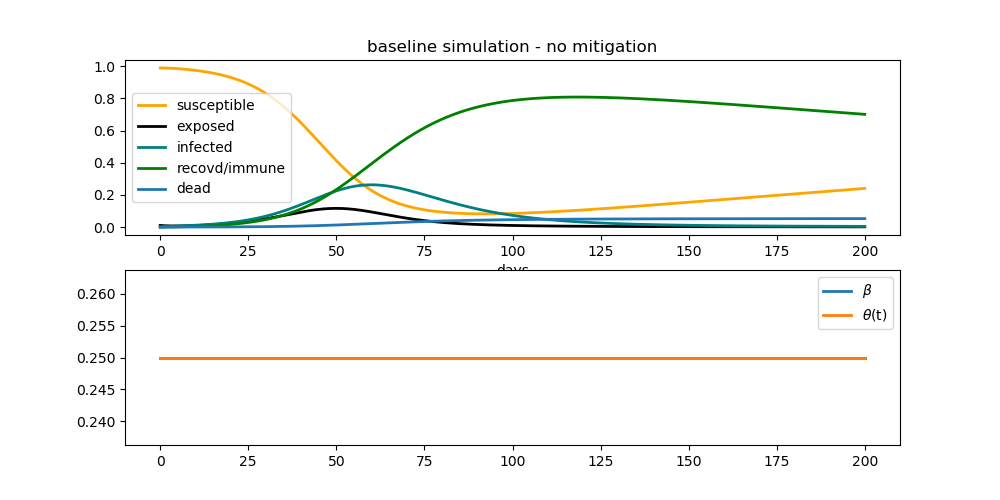 baseline simulation - no mitigation
1.0
0.8
0.6
0.4
0.2
0.0
susceptible
exposed
infected
recovd/immune
dead
0 25 50 75 100 125 150 175 200
days
0.260
0.255
0.250
0.245
0.240
β
θ(t)
0 25 50 75 100 125 150 175 200